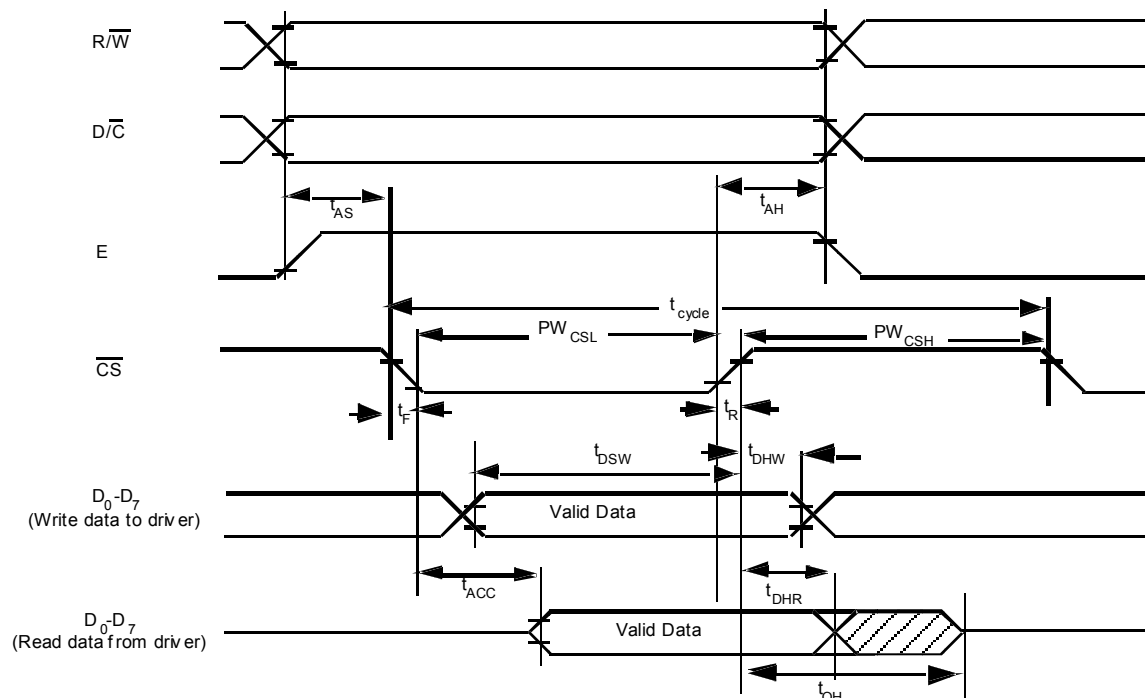 R/W̅
D/C̅
tAS
tAH
E
tcycle
PWCSL
PWCSH
C̅S̅
tF
tR
tDSW
tDHW
D0-D7
(Write data to driver)
Valid Data
tACC
tDHR
D0-D7
(Read data from driver)
Valid Data
tOH